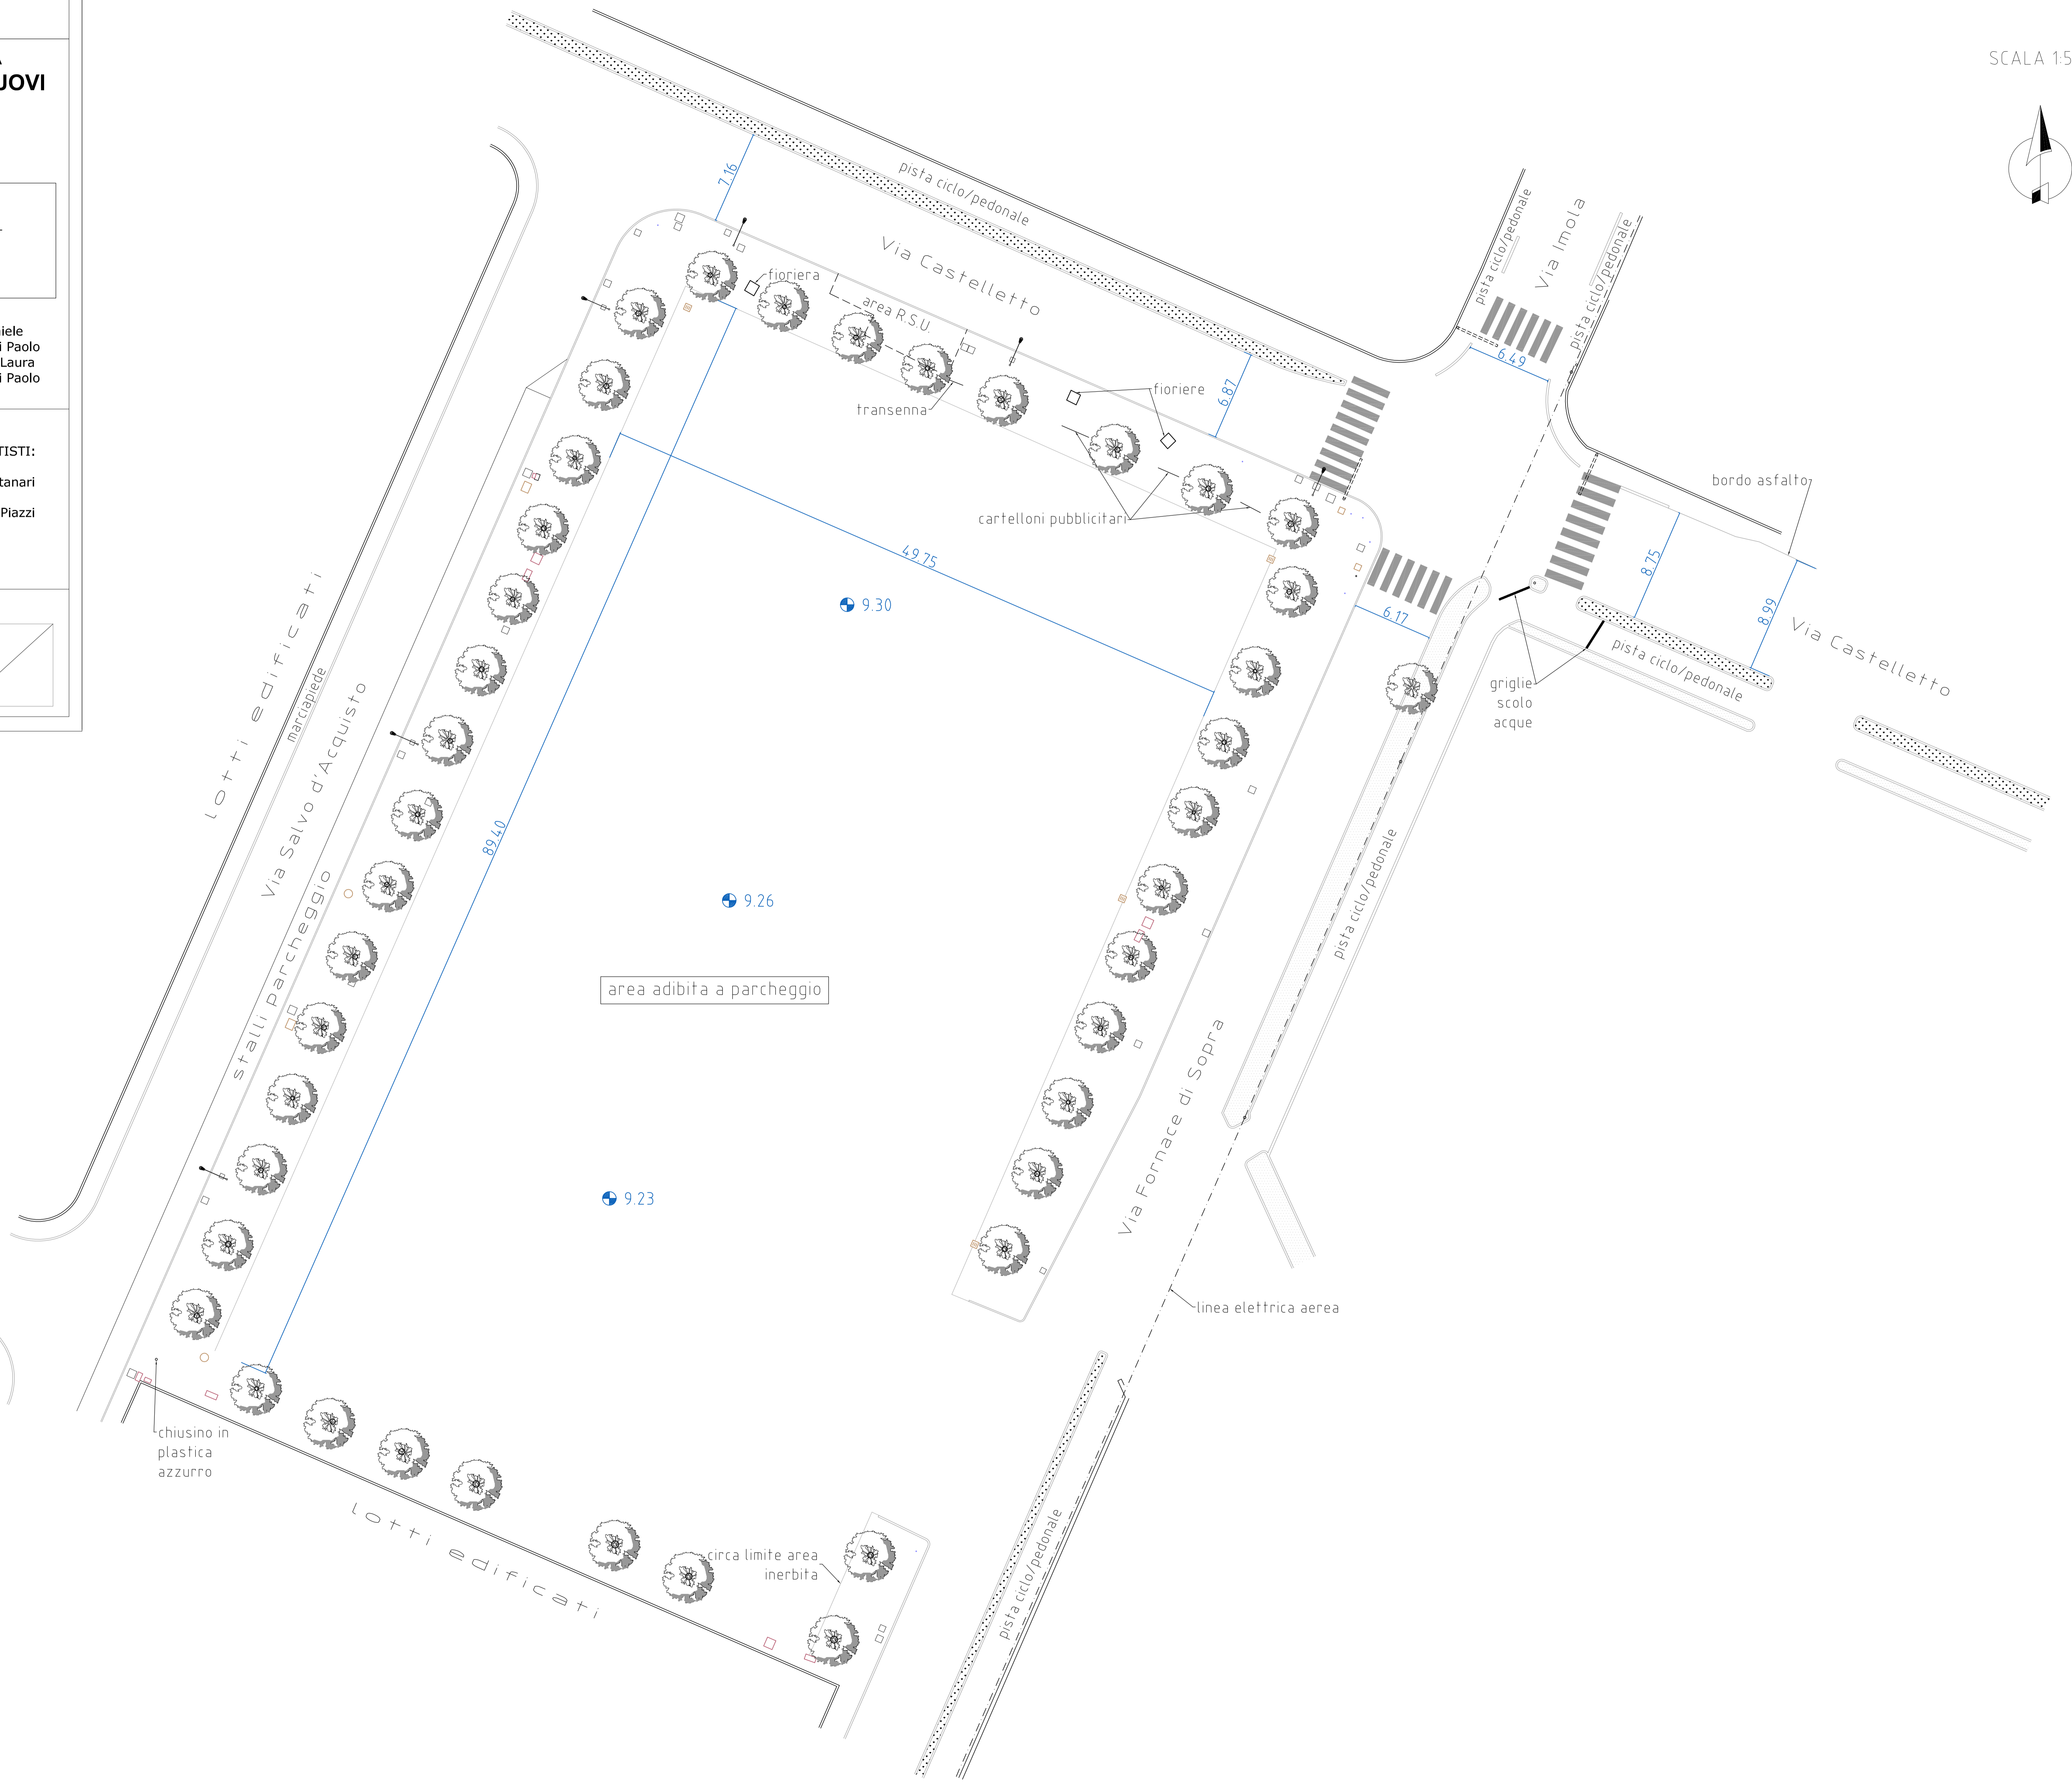 JOVI
niele
i Paolo
Laura
i Paolo
TISTI:
tanari
Piazzi
SCALA 1:5
pista ciclo/pedonale
7.16
Via Castelletto
fioriera
area R.S.U.
transenna
fioriere
6.87
cartelloni pubblicitari
pista ciclo/pedonale
Via Imola
pista ciclo/pedonale
6.49
bordo asfalto
8.75
8.99
Via Castelletto
pista ciclo/pedonale
griglie
scolo
acque
6.17
49.75
9.30
89.40
9.26
area adibita a parcheggio
9.23
Lotti edificati
marciapiede
Via Salvo d'Acquisto
stalli parcheggio
pista ciclo/pedonale
Via Fornace di Sopra
linea elettrica aerea
chiusino in
plastica
azzurro
Lotti edificati
circa limite area
inerbita
pista ciclo/pedonale